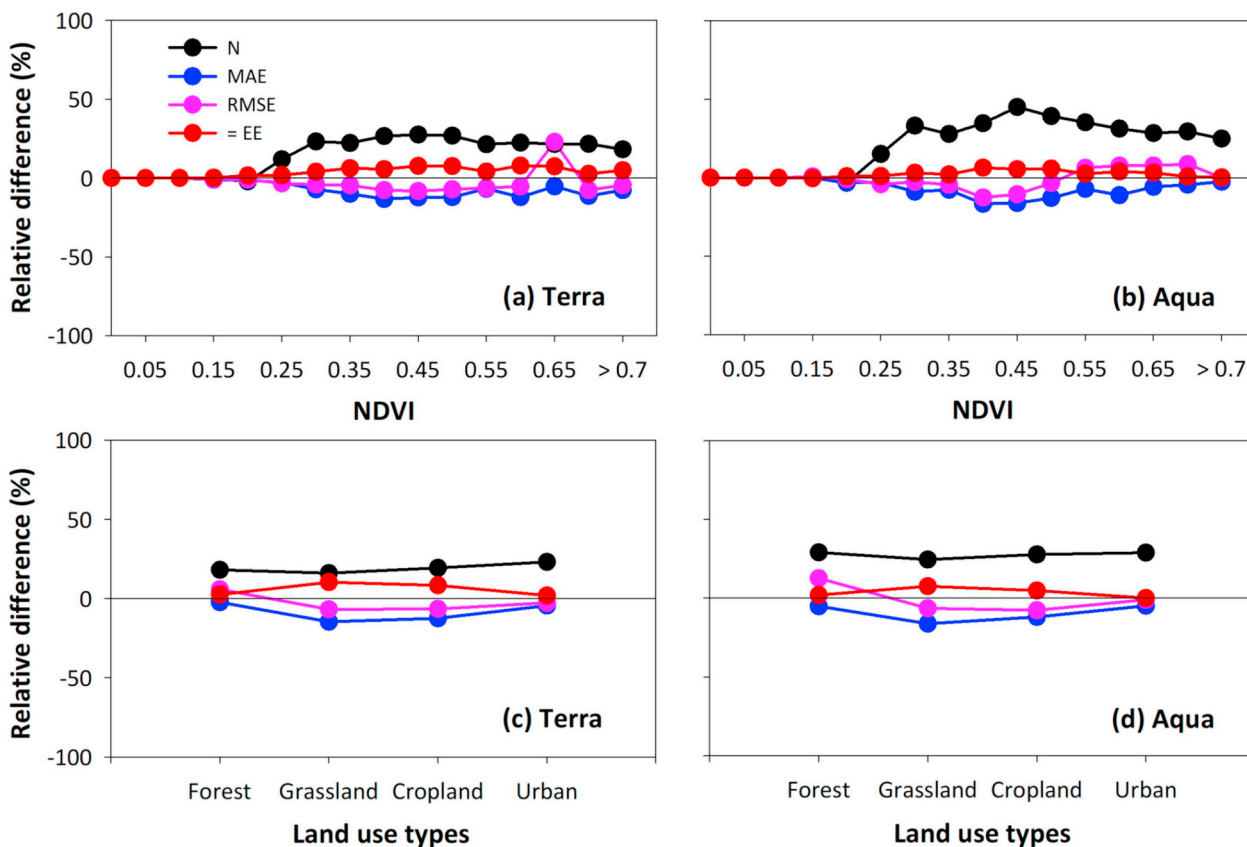 Relative difference (%)
100
50
0
-50
-100
N
MAE
RMSE
= EE
(a) Terra
0.05 0.15 0.25 0.35 0.45 0.55 0.65 > 0.7
NDVI
(b) Aqua
0.05 0.15 0.25 0.35 0.45 0.55 0.65 > 0.7
NDVI
Relative difference (%)
100
50
0
-50
-100
(c) Terra
Forest Grassland Cropland Urban
Land use types
(d) Aqua
Forest Grassland Cropland Urban
Land use types